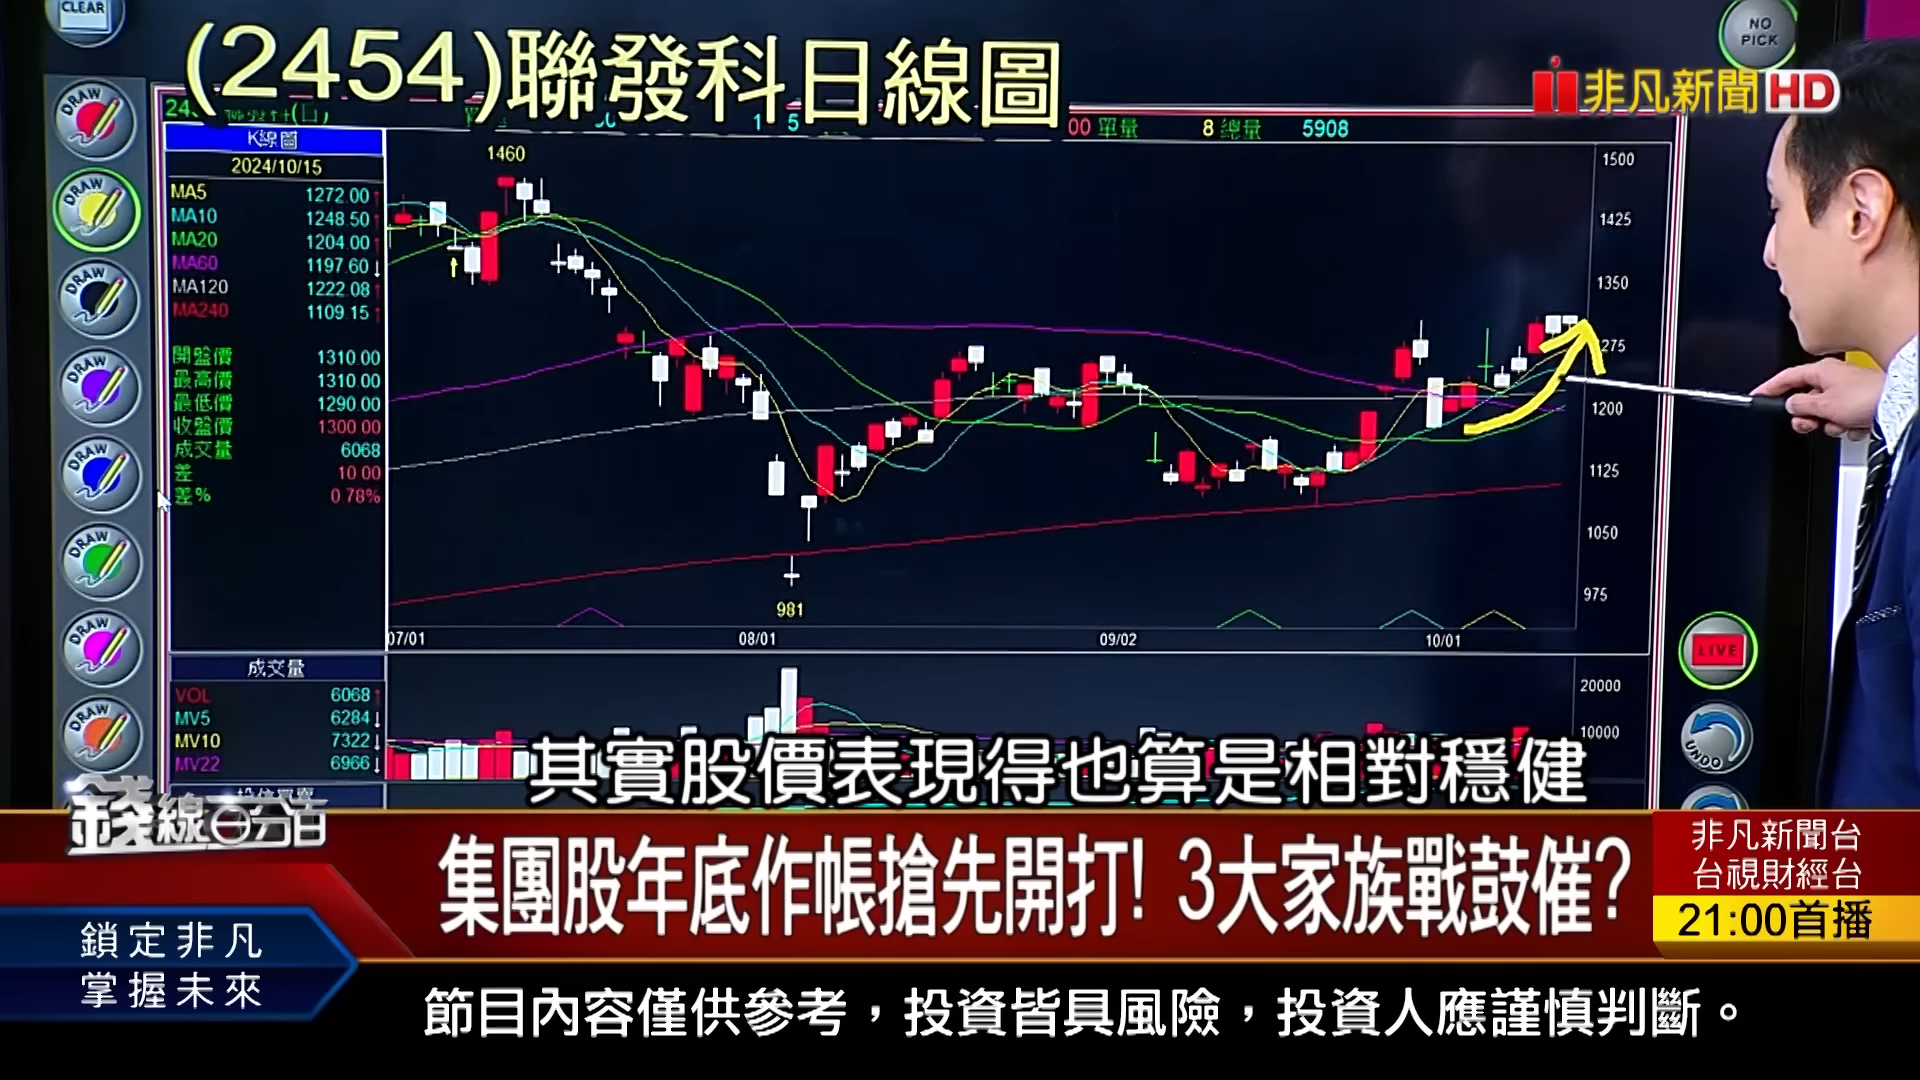 CLEAR
(2454)聯發科日線圖
NO
PICK
非凡新聞HD
00 單量 8 總量 5908
K線圖
2024/10/15
MA5 1272.00↑
MA10 1248.50↑
MA20 1204.00↑
MA60 1197.60↓
MA120 1222.08↑
MA240 1109.15↑
開盤價 1310.00
最高價 1310.00
最低價 1290.00
收盤價 1300.00
成交量 6068
差 10.00
差% 0.78%
1460
981
1500
1425
1350
1275
1200
1125
1050
975
07/01 08/01 09/02 10/01
成交量
VOL 6068↑
MV5 6284↓
MV10 7322↓
MV22 6966↓
20000
10000
DRAW
DRAW
DRAW
DRAW
DRAW
DRAW
DRAW
DRAW
LIVE
UNDO
其實股價表現得也算是相對穩健
錢線百分百
集團股年底作帳搶先開打! 3大家族戰鼓催?
非凡新聞台
台視財經台
21:00首播
鎖定非凡
掌握未來
節目內容僅供參考，投資皆具風險，投資人應謹慎判斷。